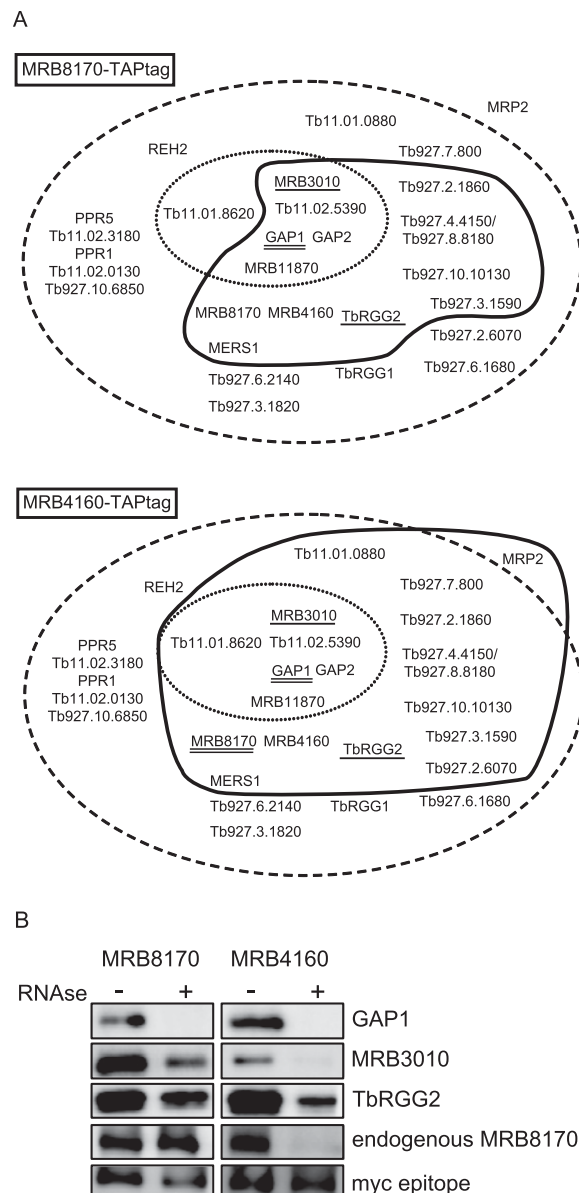 A
MRB8170-TAPtag
MRP2
Tb11.01.0880
REH2
Tb927.7.800
MRB3010
Tb927.2.1860
Tb11.01.8620
Tb11.02.5390
PPR5
Tb11.02.3180
PPR1
Tb11.02.0130
Tb927.10.6850
Tb927.4.4150/
Tb927.8.8180
GAP1 GAP2
MRB11870
Tb927.10.10130
MRB8170 MRB4160 TbRGG2
Tb927.3.1590
MERS1
Tb927.2.6070
Tb927.6.2140
TbRGG1
Tb927.6.1680
Tb927.3.1820
MRB4160-TAPtag
Tb11.01.0880
MRP2
REH2
Tb927.7.800
MRB3010
Tb927.2.1860
Tb11.01.8620 Tb11.02.5390
PPR5
Tb11.02.3180
PPR1
Tb11.02.0130
Tb927.10.6850
Tb927.4.4150/
Tb927.8.8180
GAP1 GAP2
MRB11870
Tb927.10.10130
MRB8170 MRB4160 TbRGG2
Tb927.3.1590
MERS1
Tb927.2.6070
Tb927.6.2140
TbRGG1
Tb927.6.1680
Tb927.3.1820
B
MRB8170 MRB4160
RNAse - + - +
GAP1
MRB3010
TbRGG2
endogenous MRB8170
myc epitope